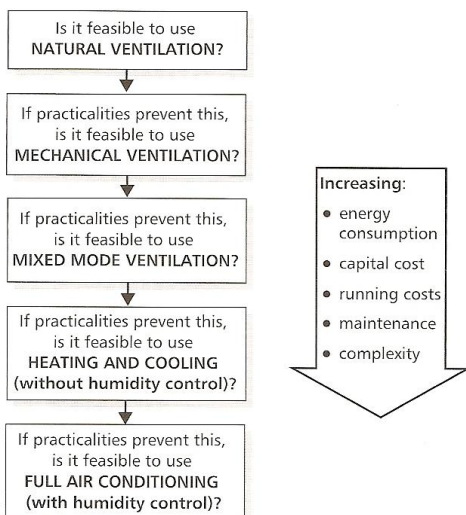 Is it feasible to use
NATURAL VENTILATION?
If practicalities prevent this,
is it feasible to use
MECHANICAL VENTILATION?
If practicalities prevent this,
is it feasible to use
MIXED MODE VENTILATION?
If practicalities prevent this,
is it feasible to use
HEATING AND COOLING
(without humidity control)?
If practicalities prevent this,
is it feasible to use
FULL AIR CONDITIONING
(with humidity control)?
Increasing:
• energy
consumption
• capital cost
• running costs
• maintenance
• complexity